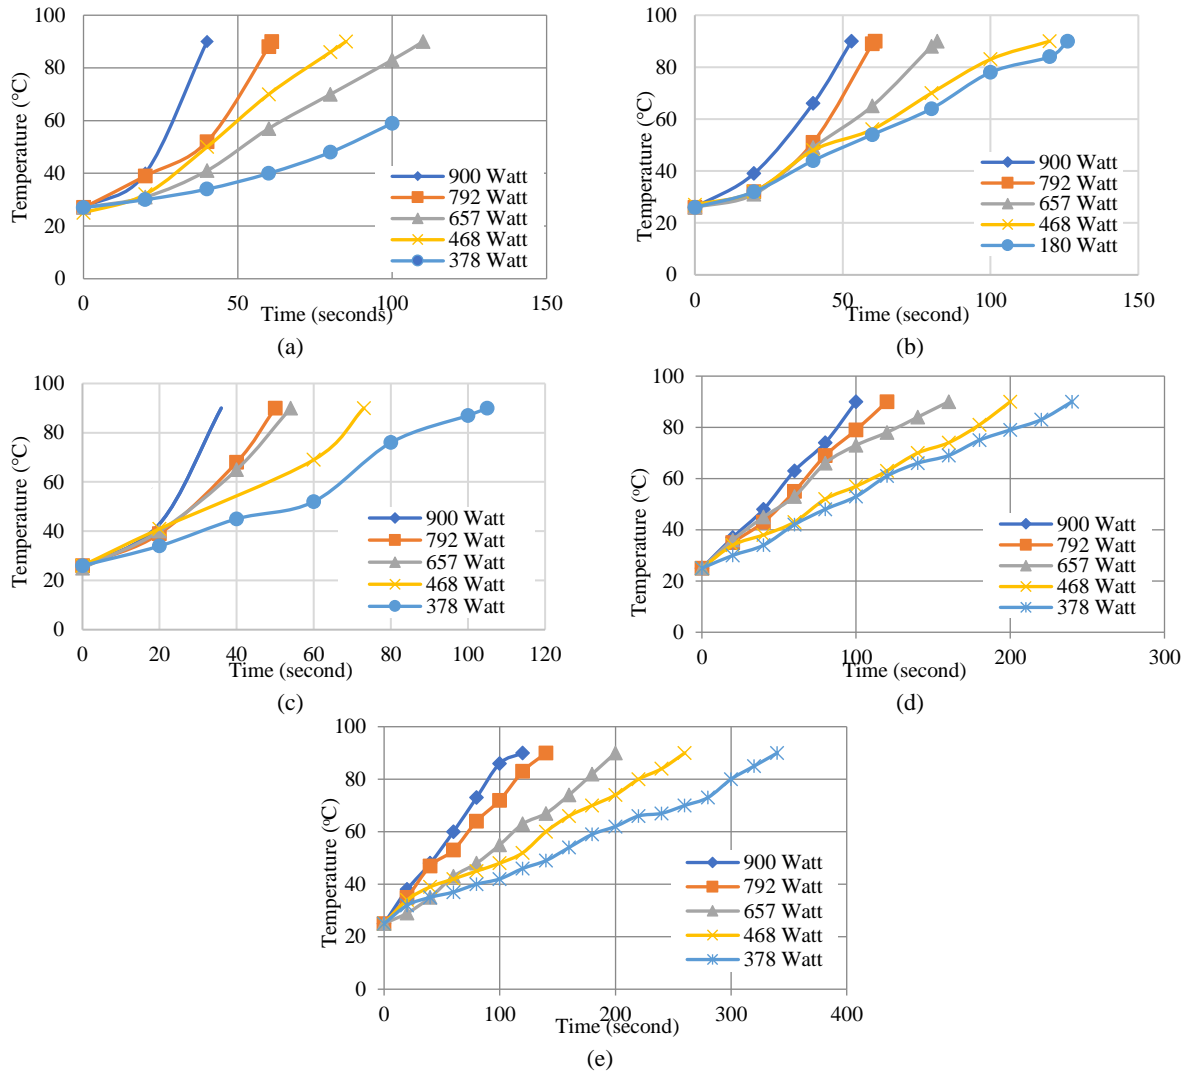 100
80
60
40
20
0
Temperature (°C)
0 50 100 150
Time (seconds)
900 Watt
792 Watt
657 Watt
468 Watt
378 Watt
(a)
100
80
60
40
20
0
Temperature (°C)
0 50 100 150
Time (second)
900 Watt
792 Watt
657 Watt
468 Watt
180 Watt
(b)
100
80
60
40
20
0
Temperature (°C)
0 20 40 60 80 100 120
Time (second)
900 Watt
792 Watt
657 Watt
468 Watt
378 Watt
(c)
100
80
60
40
20
0
Temperature (°C)
0 100 200 300
Time (second)
900 Watt
792 Watt
657 Watt
468 Watt
378 Watt
(d)
100
80
60
40
20
0
Temperature (°C)
0 100 200 300 400
Time (second)
900 Watt
792 Watt
657 Watt
468 Watt
378 Watt
(e)